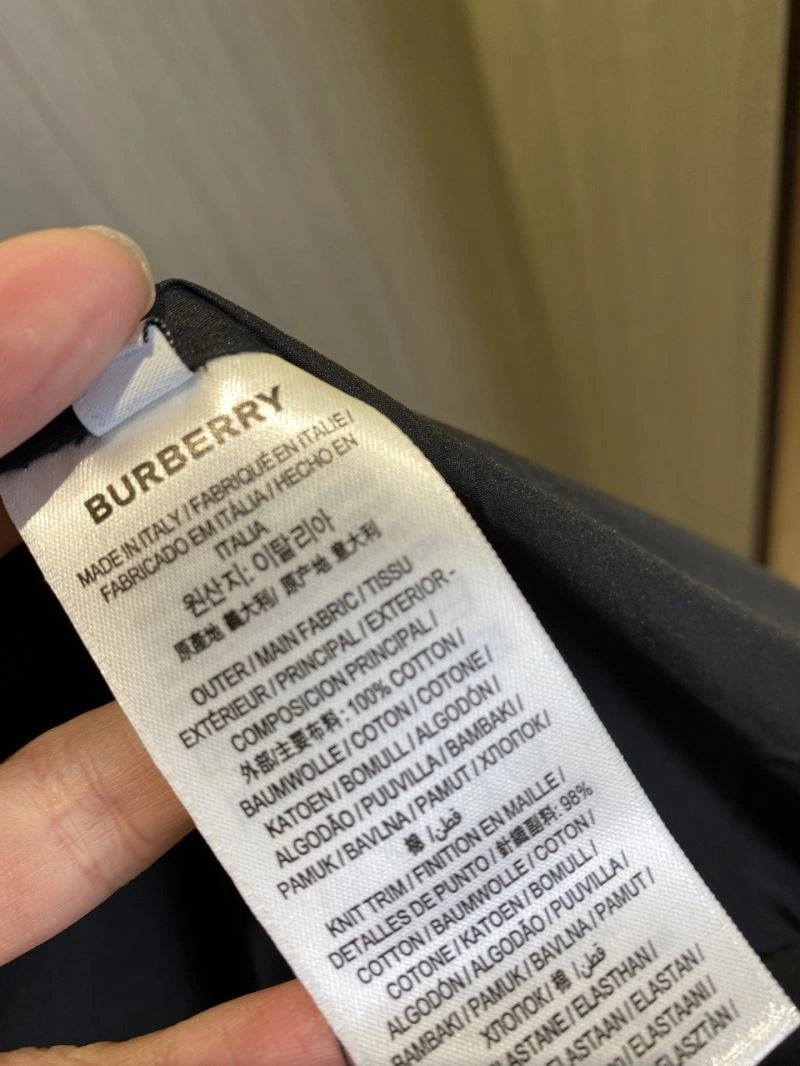 BURBERRY
MADE IN ITALY / FABRIQUÉ EN ITALIE /
FABRICADO EM ITÁLIA / HECHO EN
ITALIA
원산지: 이탈리아
原產地 義大利/ 原产地 意大利
OUTER / MAIN FABRIC / TISSU
EXTÉRIEUR / PRINCIPAL / EXTERIOR -
COMPOSICION PRINCIPAL /
外部/主要布料: 100% COTTON /
BAUMWOLLE / COTON / COTONE /
KATOEN / BOMULL / ALGODÓN /
ALGODÃO / PUUVILLA / BAMBAKI /
PAMUK / BAVLNA / PAMUT / ХЛОПОК /
棉 / قطن
KNIT TRIM / FINITION EN MAILLE /
DETALLES DE PUNTO / 針織副料: 98%
COTTON / BAUMWOLLE / COTON /
COTONE / KATOEN / BOMULL /
ALGODÓN / ALGODÃO / PUUVILLA /
BAMBAKI / PAMUK / BAVLNA / PAMUT /
ХЛОПОК / 棉 / قطن
ELASTANE / ELASTHAN /
ELASTAAN / ELASTAN /
ELASTAANI /
ELASZTÁN /